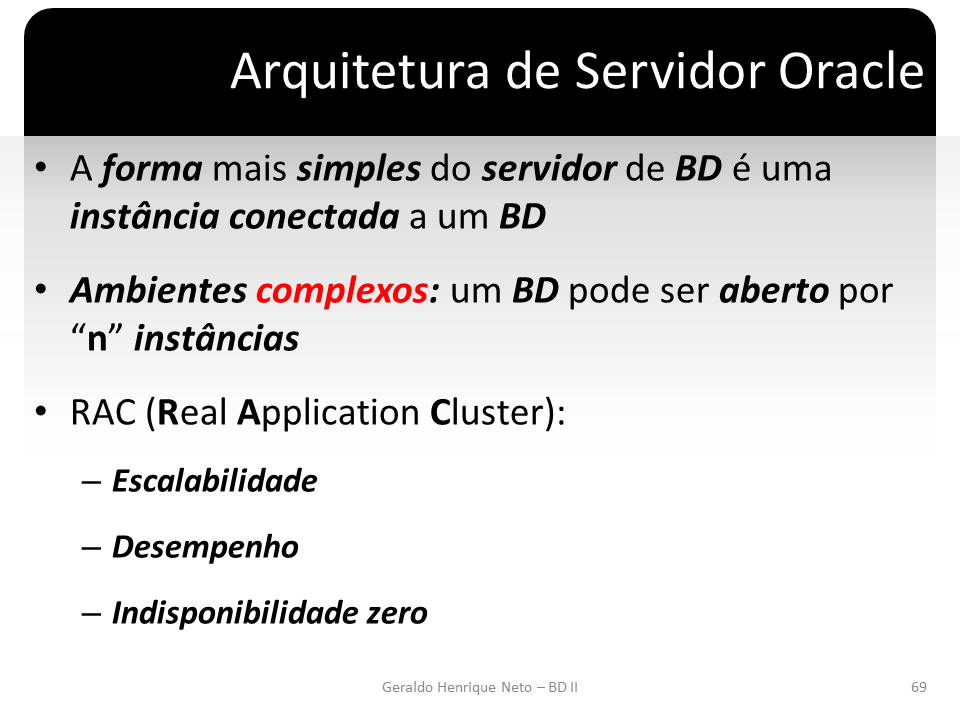 Arquitetura de Servidor Oracle
• A forma mais simples do servidor de BD é uma
instância conectada a um BD
• Ambientes complexos: um BD pode ser aberto por
“n” instâncias
• RAC (Real Application Cluster):
– Escalabilidade
– Desempenho
– Indisponibilidade zero
Geraldo Henrique Neto – BD II
69